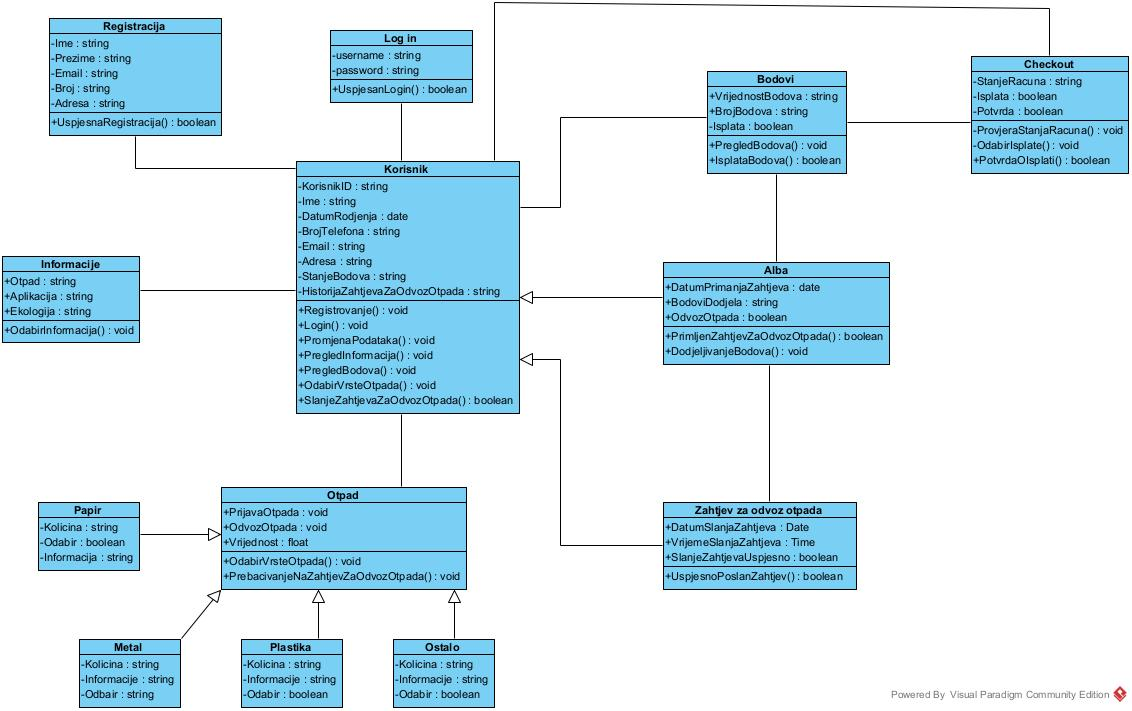 Registracija
-Ime : string
-Prezime : string
-Email : string
-Broj : string
-Adresa : string
+UspjesnaRegistracija() : boolean
Log in
-username : string
-password : string
+UspjesanLogin() : boolean
Bodovi
+VrijednostBodova : string
+BrojBodova : string
-Isplata : boolean
+PregledBodova() : void
+IsplataBodova() : boolean
Checkout
-StanjeRacuna : string
-Isplata : boolean
-Potvrda : boolean
-ProvjeraStanjaRacuna() : void
-OdabirIsplate() : void
+PotvrdaOIsplati() : boolean
Korisnik
-KorisnikID : string
-Ime : string
-DatumRodjenja : date
-BrojTelefona : string
-Email : string
-Adresa : string
-StanjeBodova : string
-HistorijaZahtjevaZaOdvozOtpada : string
+Registrovanje() : void
+Login() : void
+PromjenaPodataka() : void
+PregledInformacija() : void
+PregledBodova() : void
+OdabirVrsteOtpada() : void
+SlanjeZahtjevaZaOdvozOtpada() : boolean
Informacije
+Otpad : string
+Aplikacija : string
+Ekologija : string
+OdabirInformacija() : void
Alba
+DatumPrimanjaZahtjeva : date
+BodoviDodjela : string
+OdvozOtpada : boolean
+PrimljenZahtjevZaOdvozOtpada() : boolean
+DodjeljivanjeBodova() : void
Otpad
+PrijavaOtpada : void
+OdvozOtpada : void
+Vrijednost : float
+OdabirVrsteOtpada() : void
+PrebacivanjeNaZahtjevZaOdvozOtpada() : void
Papir
-Kolicina : string
-Odabir : boolean
-Informacija : string
Zahtjev za odvoz otpada
+DatumSlanjaZahtjeva : Date
+VrijemeSlanjaZahtjeva : Time
+SlanjeZahtjevaUspjesno : boolean
+UspjesnoPoslanZahtjev() : boolean
Metal
-Kolicina : string
-Informacije : string
-Odbair : string
Plastika
-Kolicina : string
-Informacije : string
-Odabir : boolean
Ostalo
-Kolicina : string
-Informacije : string
-Odabir : boolean
Powered By Visual Paradigm Community Edition